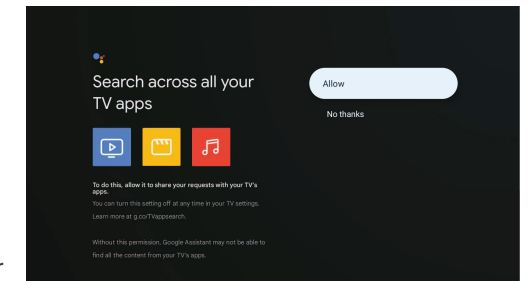 Search across all your
TV apps
To do this, allow it to share your requests with your TV's
apps.
You can turn this setting off at any time in your TV settings.
Learn more at g.co/TVappsearch.
Without this permission, Google Assistant may not be able to
find all the content from your TV's apps.
Allow
No thanks